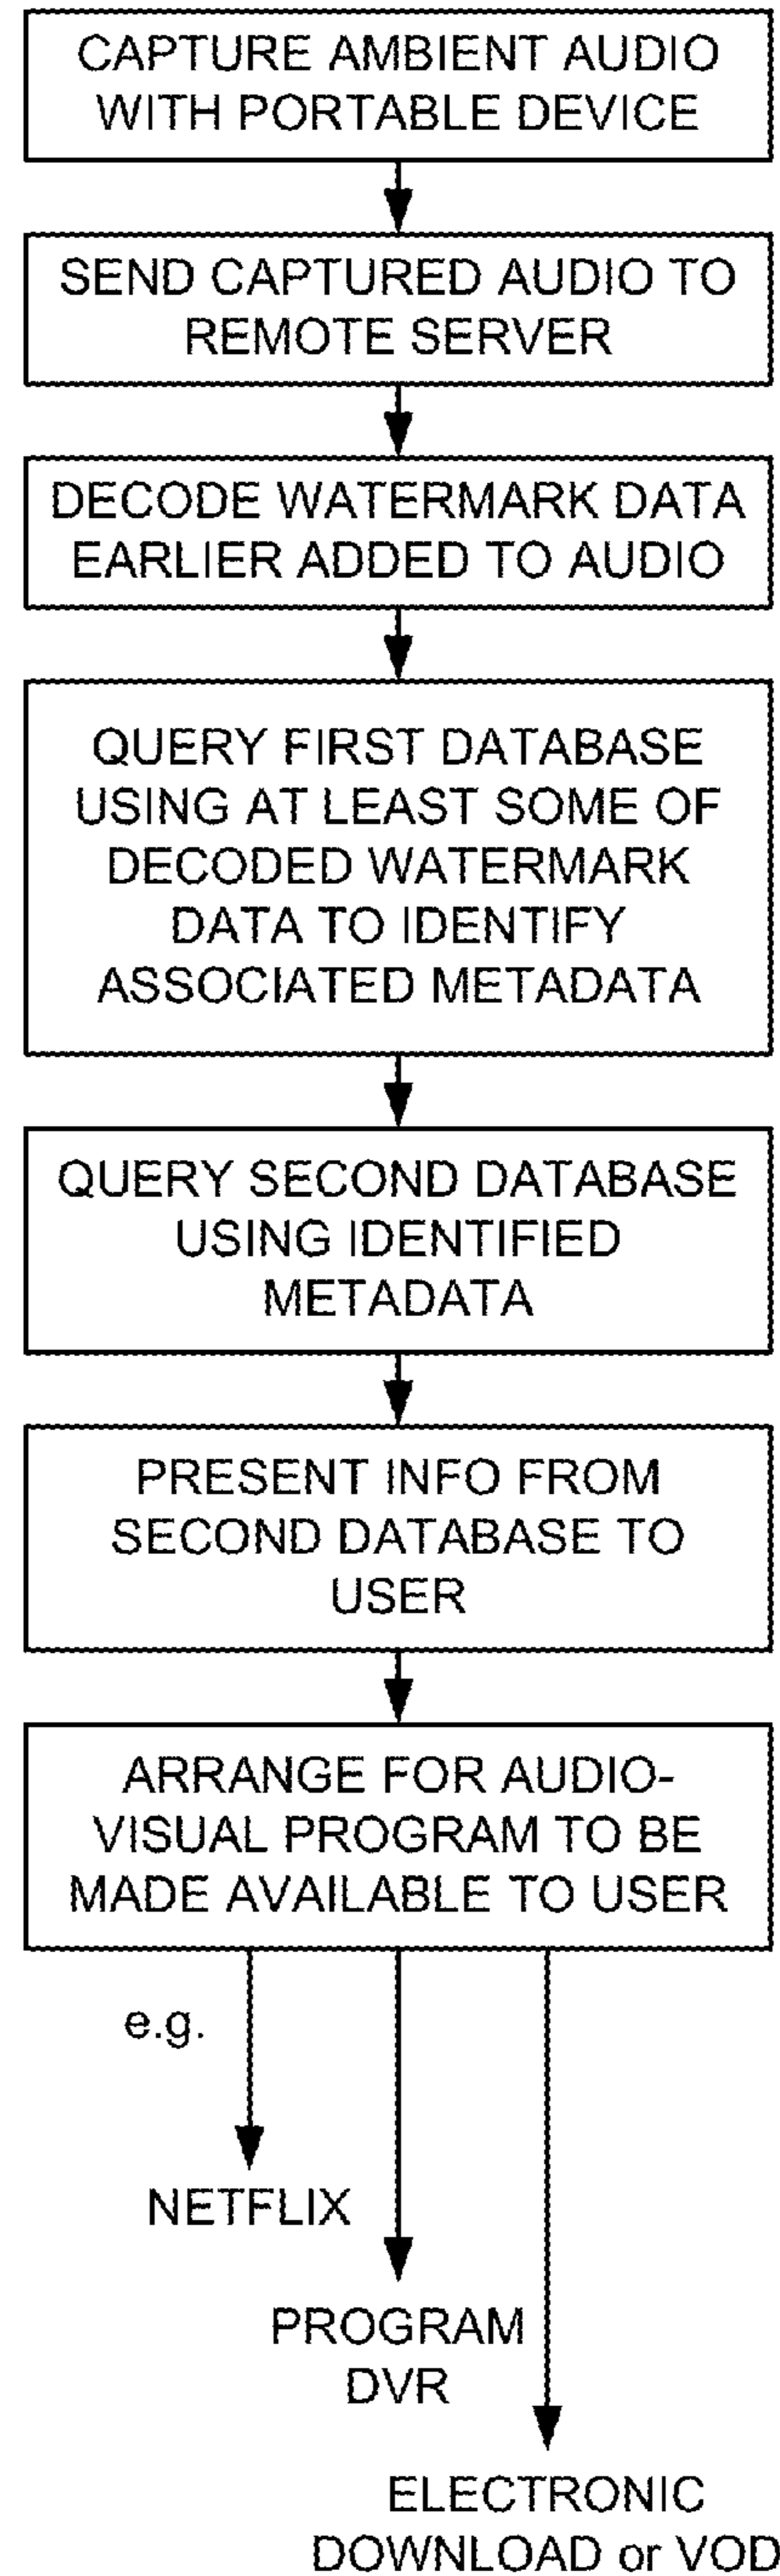 CAPTURE AMBIENT AUDIO
WITH PORTABLE DEVICE
SEND CAPTURED AUDIO TO
REMOTE SERVER
DECODE WATERMARK DATA
EARLIER ADDED TO AUDIO
QUERY FIRST DATABASE
USING AT LEAST SOME OF
DECODED WATERMARK
DATA TO IDENTIFY
ASSOCIATED METADATA
QUERY SECOND DATABASE
USING IDENTIFIED
METADATA
PRESENT INFO FROM
SECOND DATABASE TO
USER
ARRANGE FOR AUDIO-
VISUAL PROGRAM TO BE
MADE AVAILABLE TO USER
e.g.
NETFLIX
PROGRAM
DVR
ELECTRONIC
DOWNLOAD or VOD